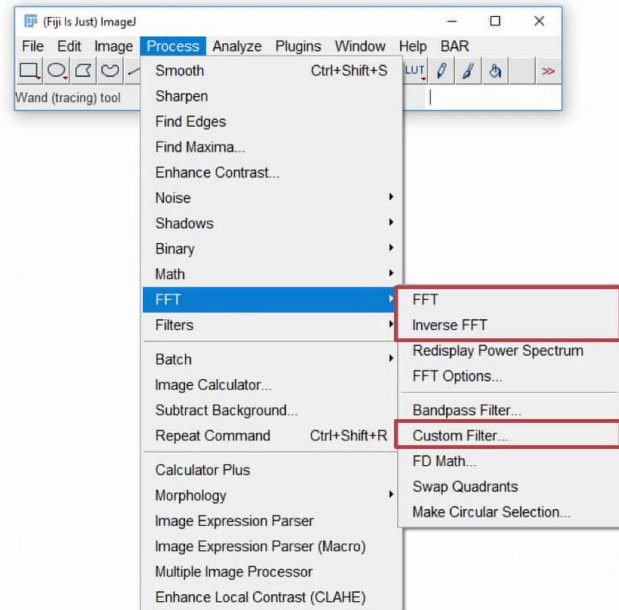 (Fiji Is Just) ImageJ
File Edit Image Process Analyze Plugins Window Help BAR
LUT >>
Wand (tracing) tool
Smooth Ctrl+Shift+S
Sharpen
Find Edges
Find Maxima...
Enhance Contrast...
Noise
Shadows
Binary
Math
FFT
Filters
Batch
Image Calculator...
Subtract Background...
Repeat Command Ctrl+Shift+R
Calculator Plus
Morphology
Image Expression Parser
Image Expression Parser (Macro)
Multiple Image Processor
Enhance Local Contrast (CLAHE)
FFT
Inverse FFT
Redisplay Power Spectrum
FFT Options...
Bandpass Filter...
Custom Filter...
FD Math...
Swap Quadrants
Make Circular Selection...